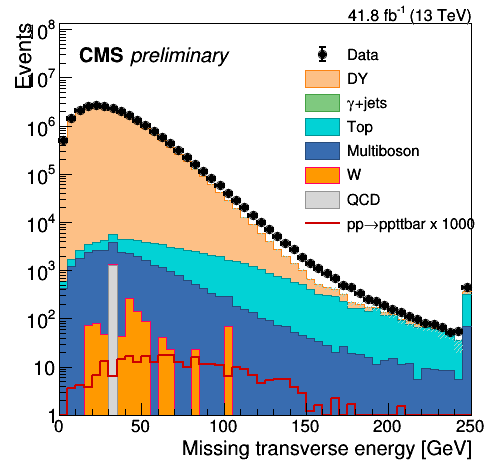 41.8 fb⁻¹ (13 TeV)
Events
CMS preliminary
Data
DY
γ+jets
Top
Multiboson
W
QCD
pp→ppttbar x 1000
10⁸
10⁷
10⁶
10⁵
10⁴
10³
10²
10
1
0 50 100 150 200 250
Missing transverse energy [GeV]